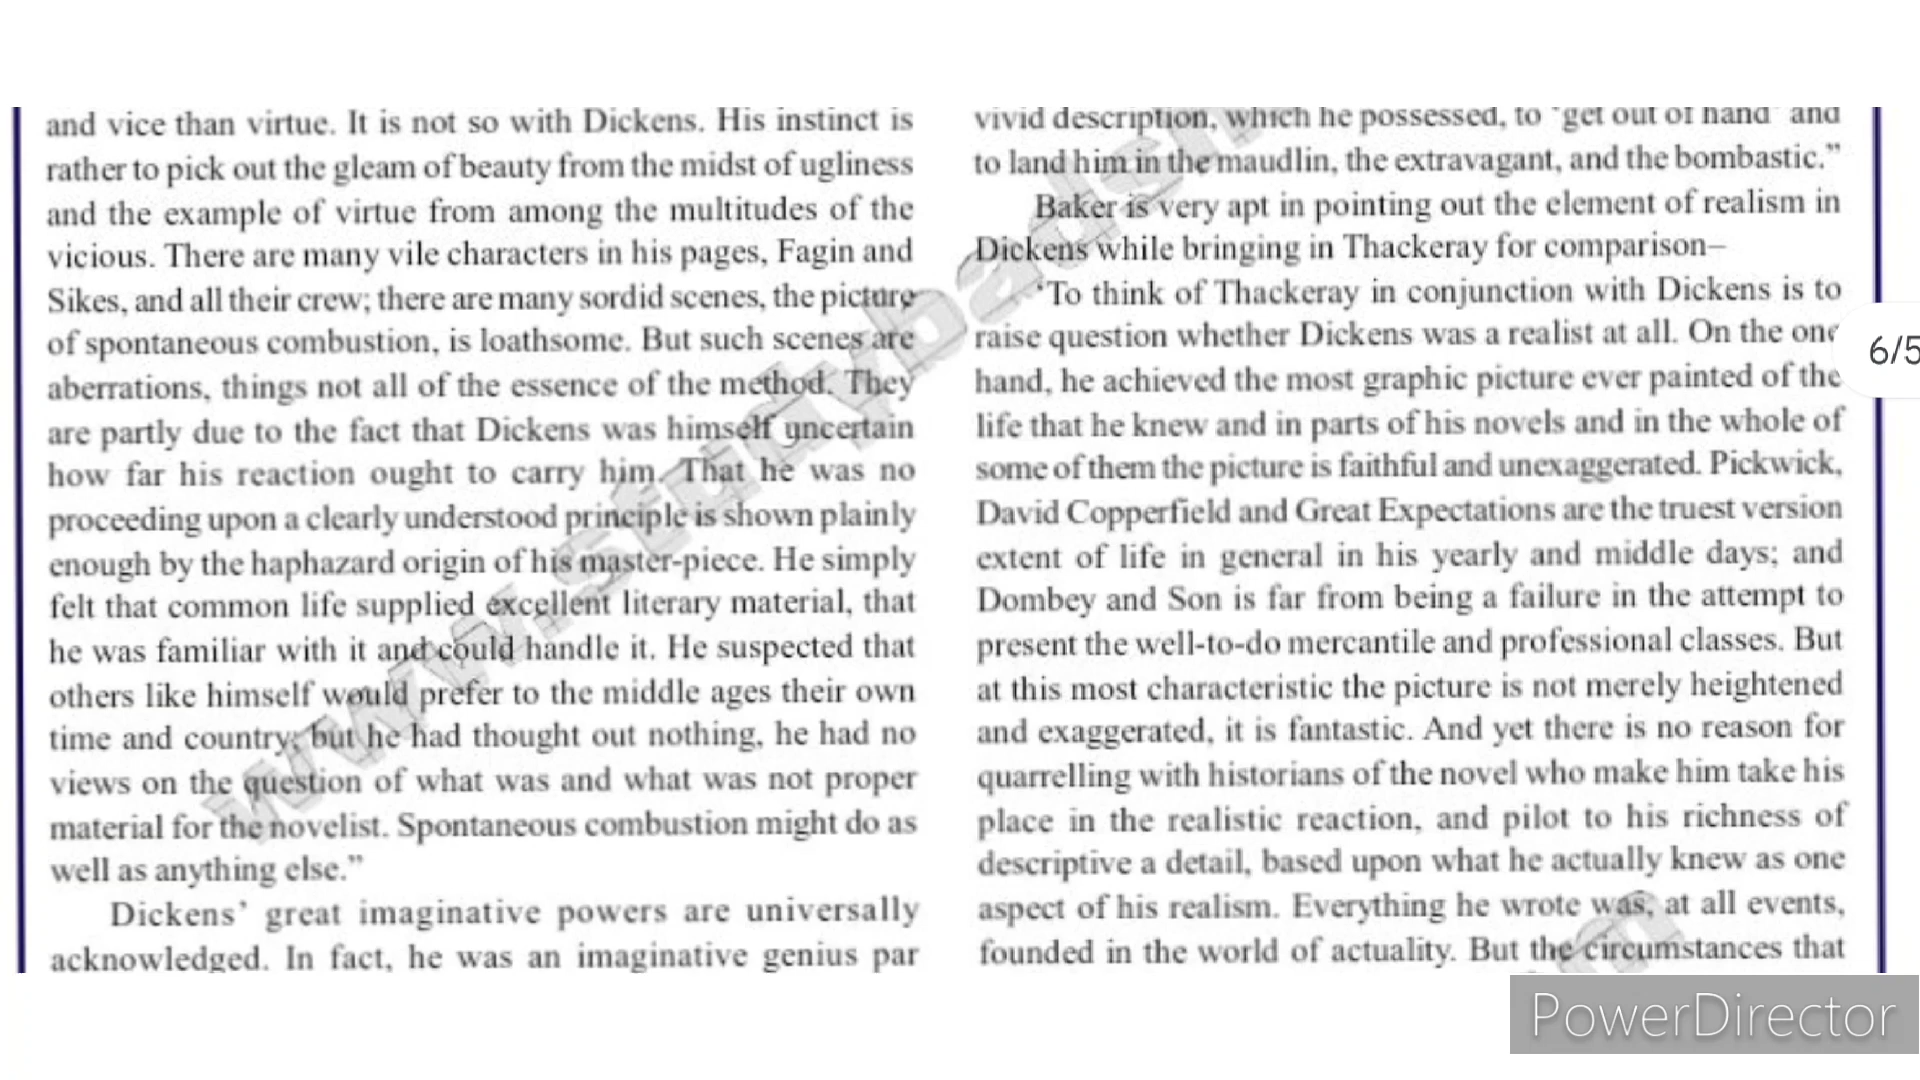 and vice than virtue. It is not so with Dickens. His instinct is
rather to pick out the gleam of beauty from the midst of ugliness
and the example of virtue from among the multitudes of the
vicious. There are many vile characters in his pages, Fagin and
Sikes, and all their crew; there are many sordid scenes, the picture
of spontaneous combustion, is loathsome. But such scenes are
aberrations, things not all of the essence of the method. They
are partly due to the fact that Dickens was himself uncertain
how far his reaction ought to carry him. That he was no
proceeding upon a clearly understood principle is shown plainly
enough by the haphazard origin of his master-piece. He simply
felt that common life supplied excellent literary material, that
he was familiar with it and could handle it. He suspected that
others like himself would prefer to the middle ages their own
time and country; but he had thought out nothing, he had no
views on the question of what was and what was not proper
material for the novelist. Spontaneous combustion might do as
well as anything else.”
Dickens’ great imaginative powers are universally
acknowledged. In fact, he was an imaginative genius par
vivid description, which he possessed, to "get out of hand" and
to land him in the maudlin, the extravagant, and the bombastic.”
Baker is very apt in pointing out the element of realism in
Dickens while bringing in Thackeray for comparison–
‘To think of Thackeray in conjunction with Dickens is to
raise question whether Dickens was a realist at all. On the one
hand, he achieved the most graphic picture ever painted of the
life that he knew and in parts of his novels and in the whole of
some of them the picture is faithful and unexaggerated. Pickwick,
David Copperfield and Great Expectations are the truest version
extent of life in general in his yearly and middle days; and
Dombey and Son is far from being a failure in the attempt to
present the well-to-do mercantile and professional classes. But
at this most characteristic the picture is not merely heightened
and exaggerated, it is fantastic. And yet there is no reason for
quarrelling with historians of the novel who make him take his
place in the realistic reaction, and pilot to his richness of
descriptive a detail, based upon what he actually knew as one
aspect of his realism. Everything he wrote was, at all events,
founded in the world of actuality. But the circumstances that
6/5
PowerDirector